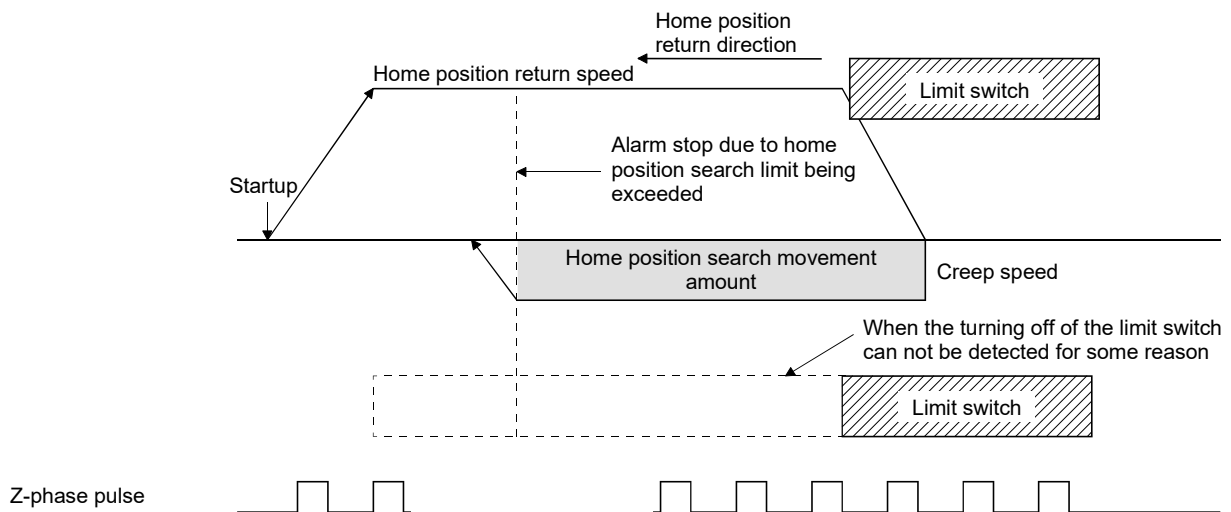 Home position
return direction
Home position return speed
Limit switch
Alarm stop due to home
position search limit being
exceeded
Startup
Home position search movement
amount
Creep speed
When the turning off of the limit switch
can not be detected for some reason
Limit switch
Z-phase pulse